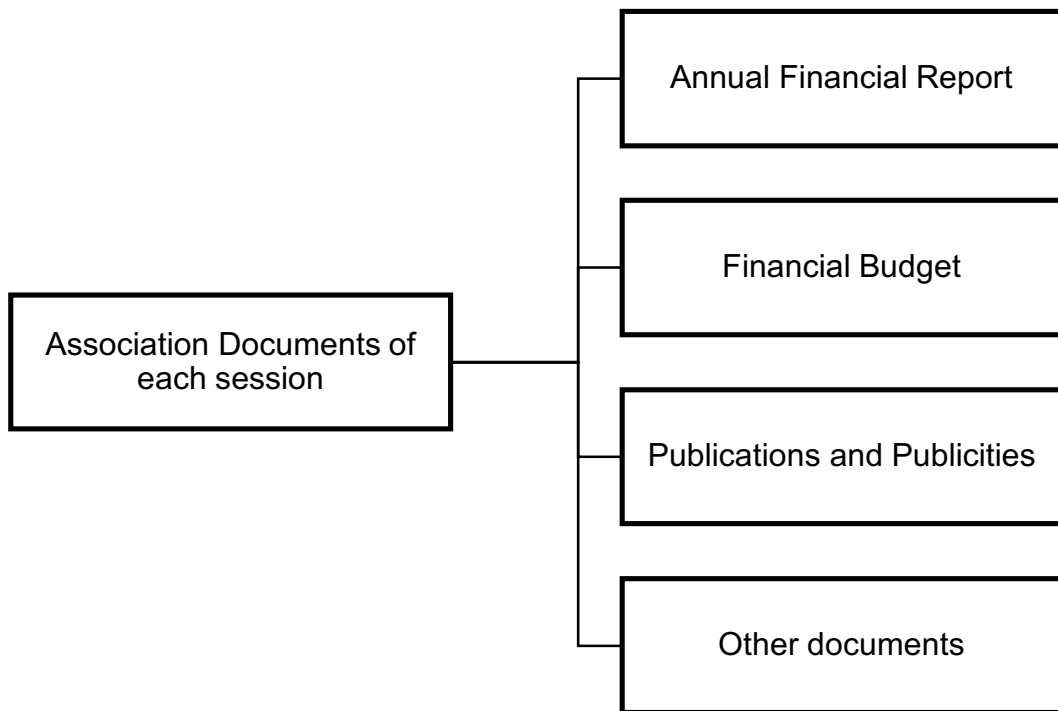 Annual Financial Report
Financial Budget
Association Documents of
each session
Publications and Publicities
Other documents